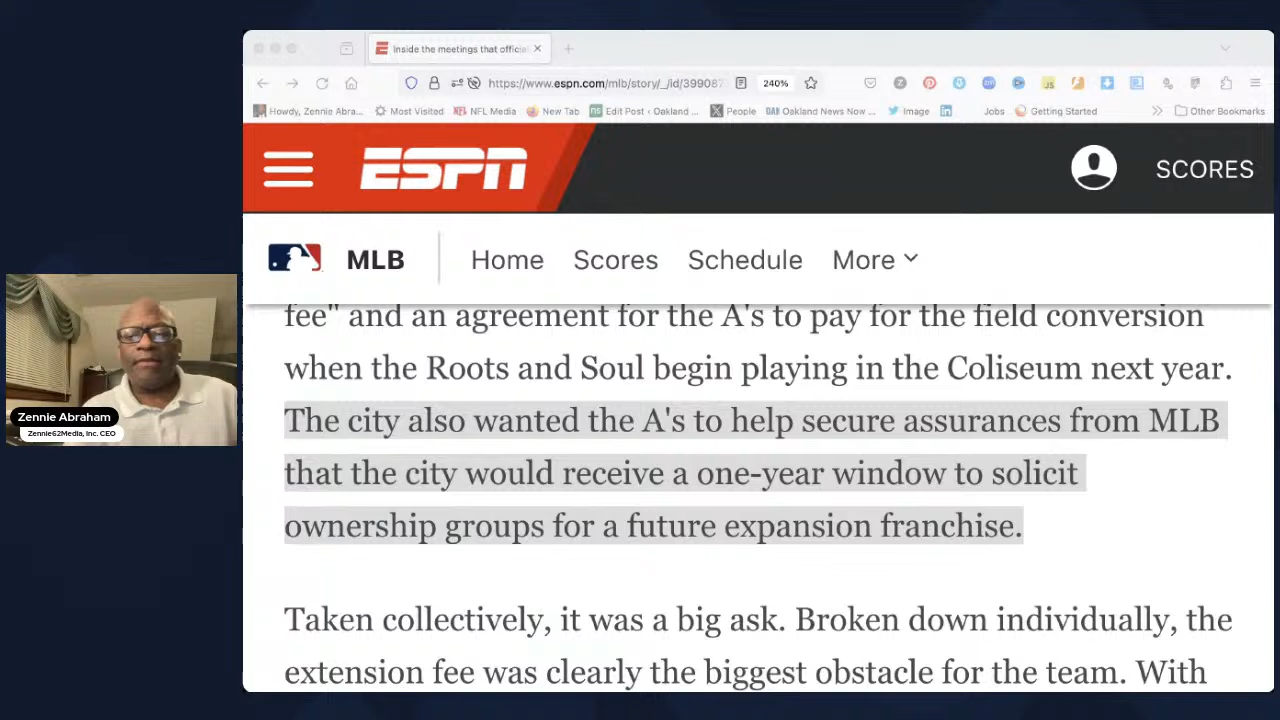 Inside the meetings that official
https://www.espn.com/mlb/story/_/id/39908?
240%
Howdy, Zennie Abra...
Most Visited
NFL Media
New Tab
Edit Post ‹ Oakland ...
People
Oakland News Now ...
Image
Jobs
Getting Started
Other Bookmarks
ESPN
SCORES
MLB
Home
Scores
Schedule
More
fee" and an agreement for the A's to pay for the field conversion
when the Roots and Soul begin playing in the Coliseum next year.
The city also wanted the A's to help secure assurances from MLB
that the city would receive a one-year window to solicit
ownership groups for a future expansion franchise.
Taken collectively, it was a big ask. Broken down individually, the
extension fee was clearly the biggest obstacle for the team. With
Zennie Abraham
Zennie62Media, Inc. CEO